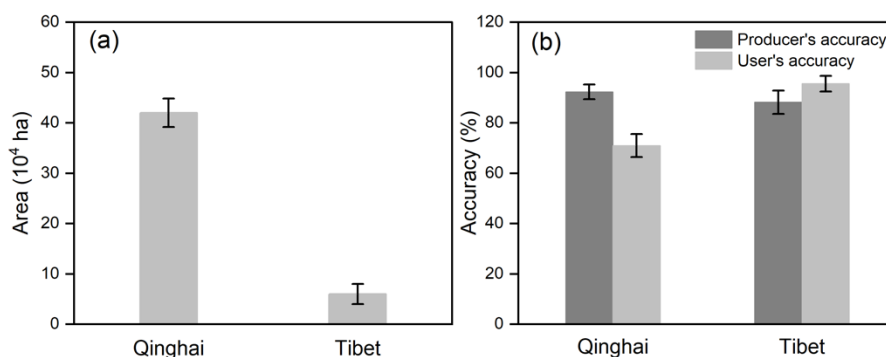 (a)
Area (10⁴ ha)
60
50
40
30
20
10
0
Qinghai Tibet
(b)
Producer's accuracy
User's accuracy
Accuracy (%)
120
100
80
60
40
20
0
Qinghai Tibet